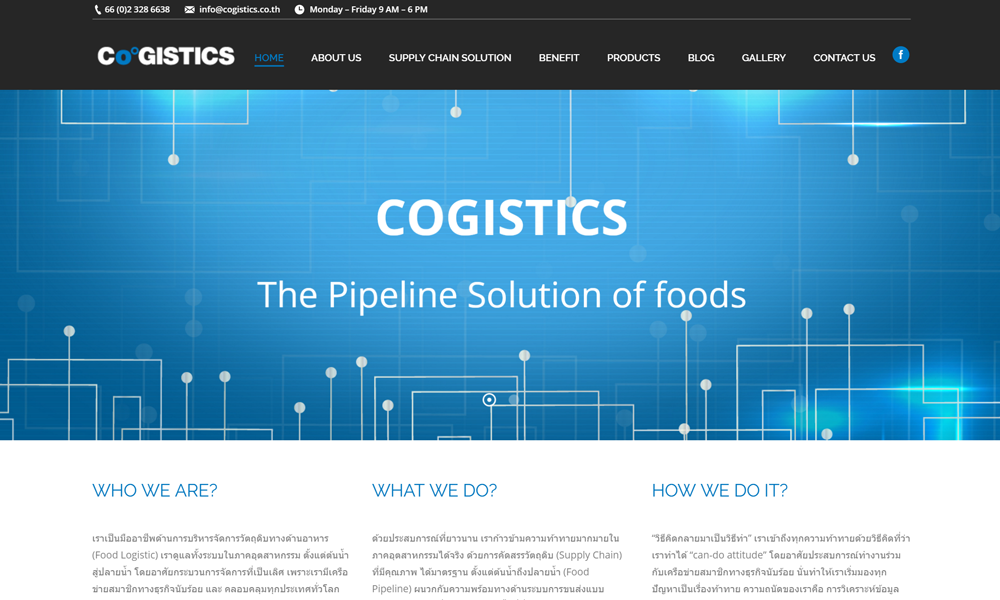 66 (0)2 328 6638 info@cogistics.co.th Monday – Friday 9 AM – 6 PM
Co°GISTICS HOME ABOUT US SUPPLY CHAIN SOLUTION BENEFIT PRODUCTS BLOG GALLERY CONTACT US f
COGISTICS
The Pipeline Solution of foods
WHO WE ARE?
เราเป็นมืออาชีพด้านการบริหารจัดการวัตถุดิบทางด้านอาหาร
(Food Logistic) เราดูแลทั้งระบบในภาคอุตสาหกรรม ตั้งแต่ต้นน้ำ
สู่ปลายน้ำ โดยอาศัยกระบวนการจัดการที่เป็นเลิศ เพราะเรามีเครือ
ข่ายสมาชิกทางธุรกิจนับร้อย และ คลอบคลุมทุกประเทศทั่วโลก
WHAT WE DO?
ด้วยประสบการณ์ที่ยาวนาน เราก้าวข้ามความท้าทายมากมายใน
ภาคอุตสาหกรรมได้จริง ด้วยการคัดสรรวัตถุดิบ (Supply Chain)
ที่มีคุณภาพ ได้มาตรฐาน ตั้งแต่ต้นน้ำถึงปลายน้ำ (Food
Pipeline) ผนวกกับความพร้อมทางด้านระบบการขนส่งแบบ
HOW WE DO IT?
"วิธีคิดกลายมาเป็นวิธีทำ" เราเข้าถึงทุกความท้าทายด้วยวิธีคิดที่ว่า
เราทำได้ "can-do attitude" โดยอาศัยประสบการณ์ทำงานร่วม
กับเครือข่ายสมาชิกทางธุรกิจนับร้อย นั่นทำให้เราเริ่มมองทุก
ปัญหาเป็นเรื่องท้าทาย ความถนัดของเราคือ การวิเคราะห์ข้อมูล